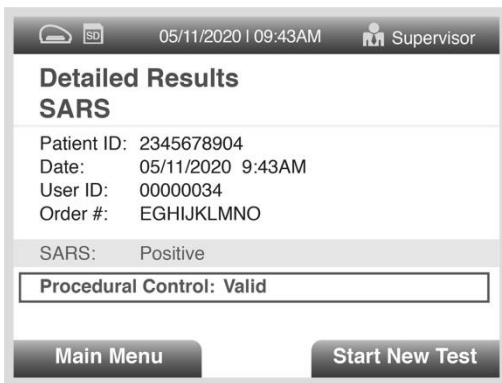 SD 05/11/2020 | 09:43AM Supervisor
Detailed Results
SARS
Patient ID: 2345678904
Date: 05/11/2020 9:43AM
User ID: 00000034
Order #: EGHIJKLMNO
SARS: Positive
Procedural Control: Valid
Main Menu Start New Test